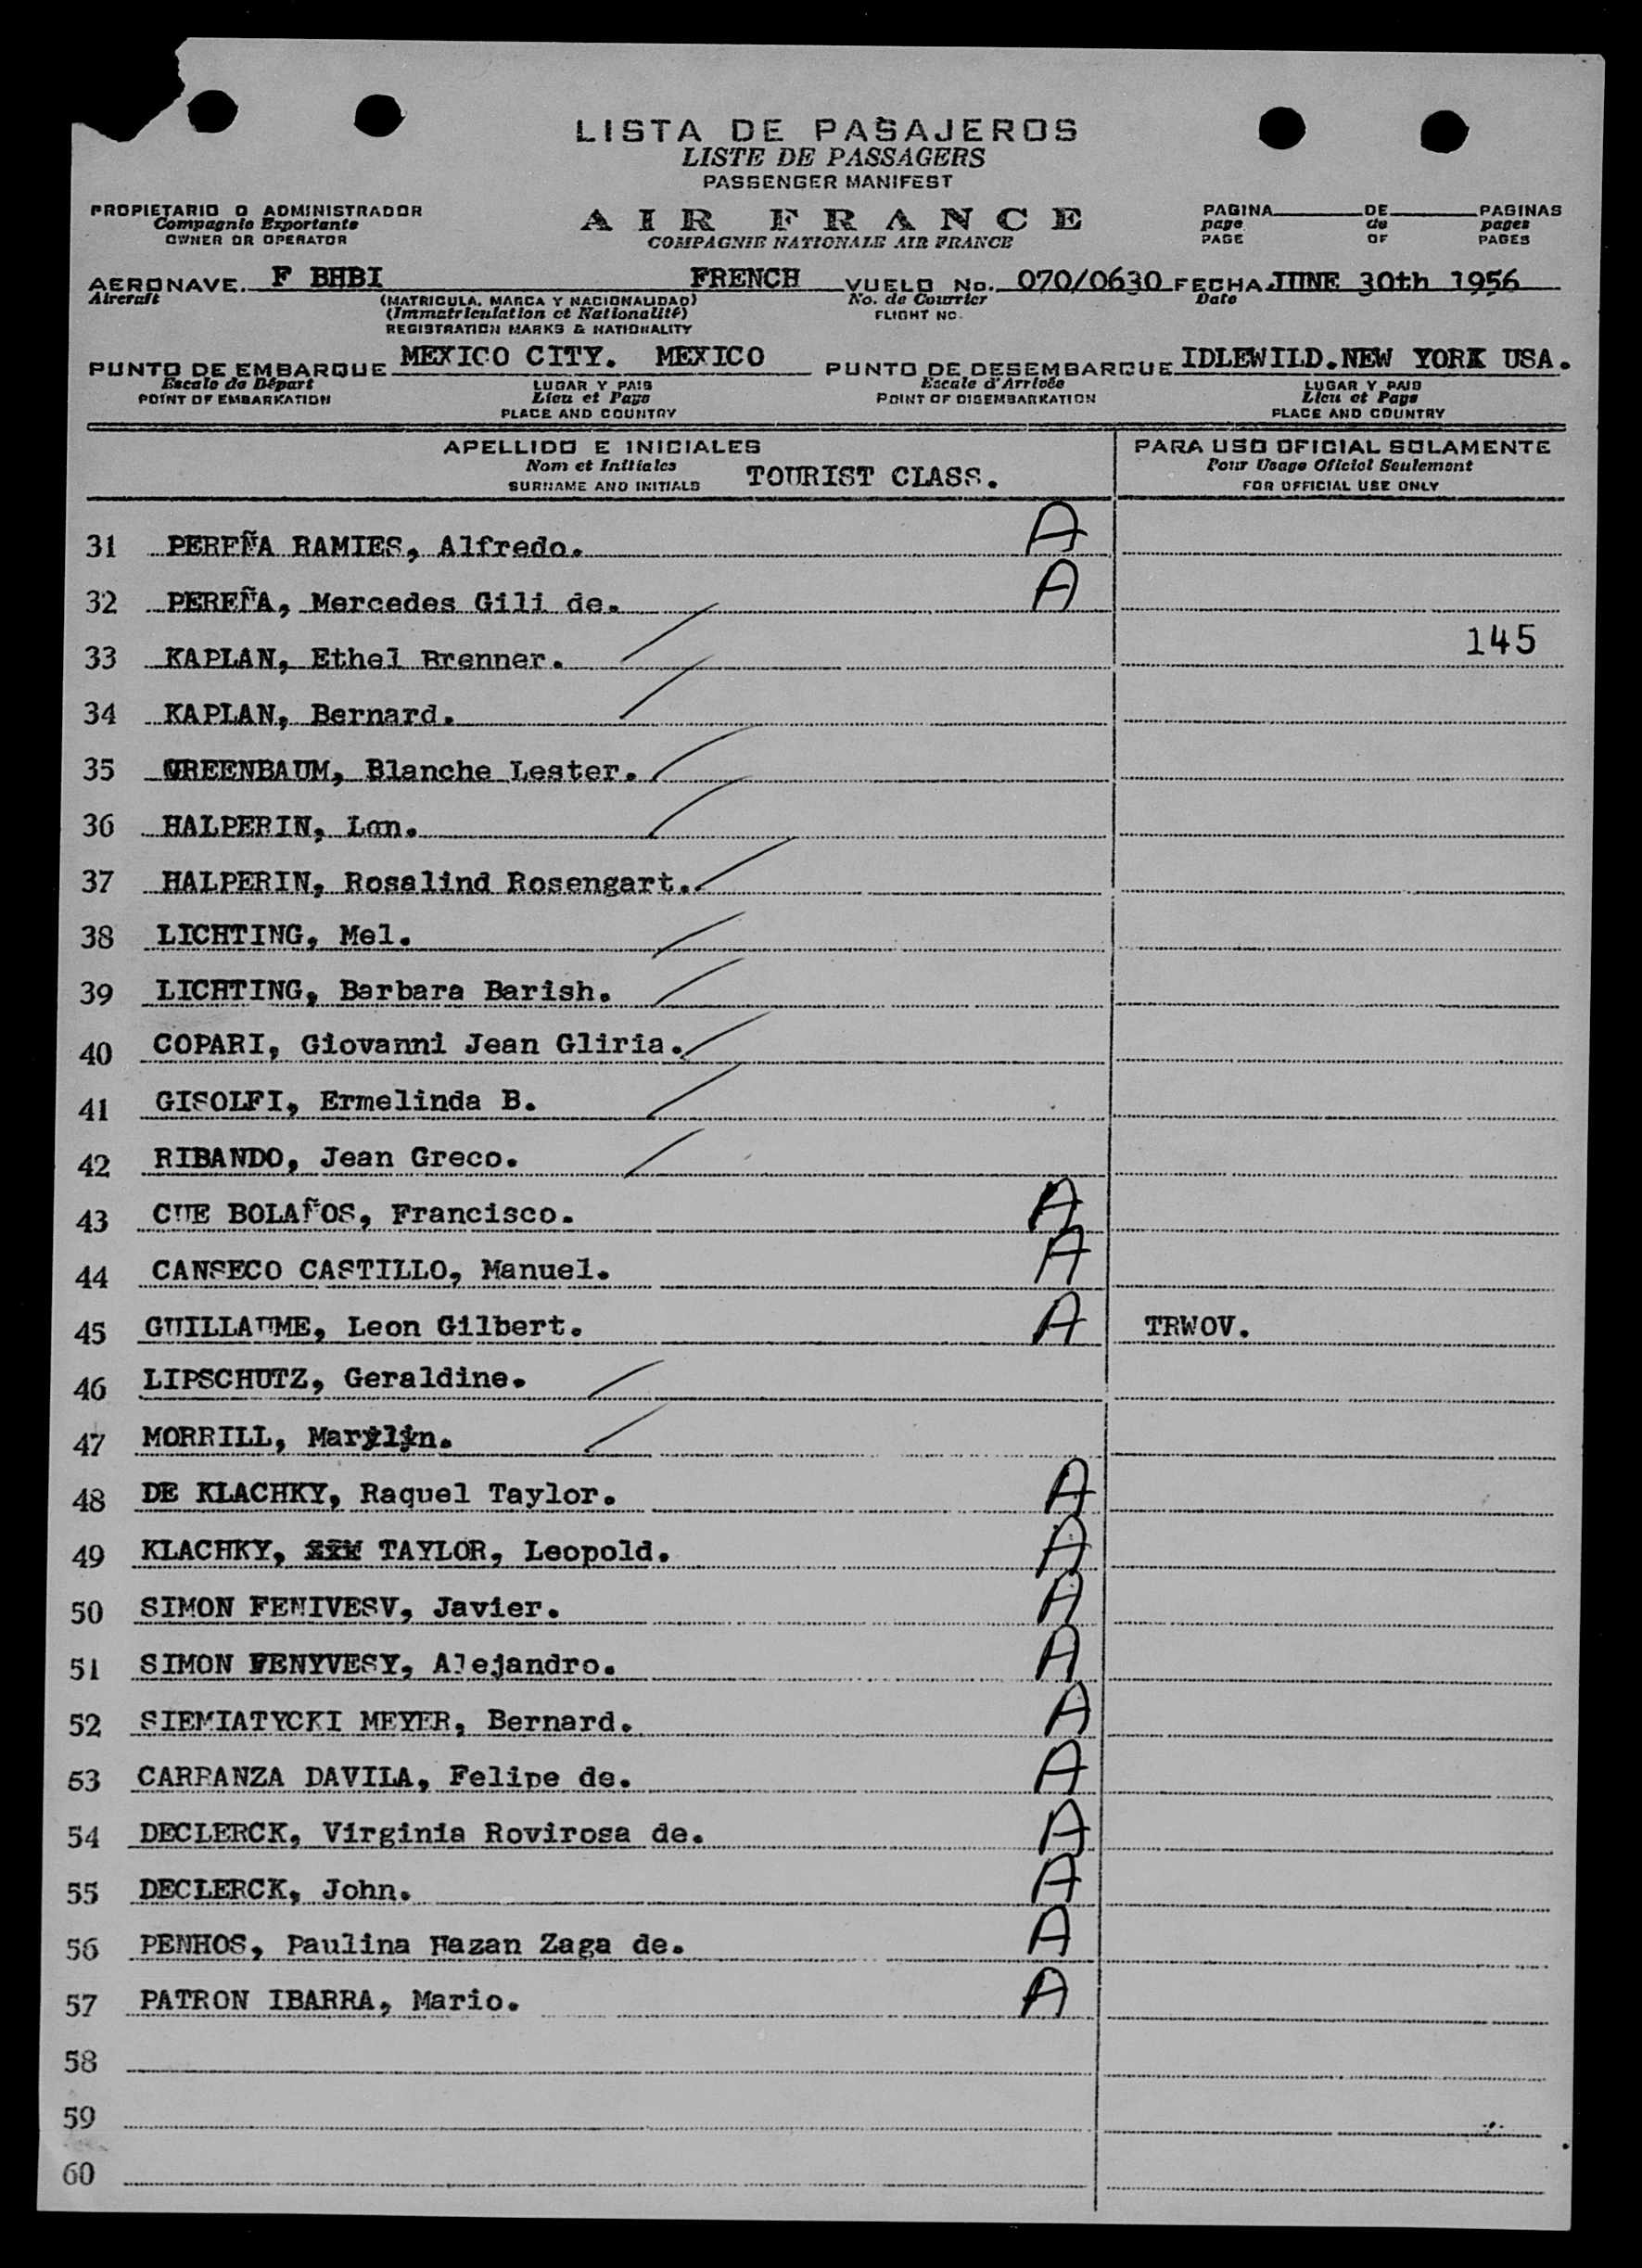 LISTA DE PASAJEROS
LISTE DE PASSAGERS
PASSENGER MANIFEST
PROPIETARIO O ADMINISTRADOR
Compagnie Exportante
OWNER OR OPERATOR
AIR FRANCE
COMPAGNIE NATIONALE AIR FRANCE
PAGINA DE PAGINAS
page de pages
PAGE OF PAGES
AERONAVE. F BHBI FRENCH VUELO No. 070/0630 FECHA JUNE 30th 1956
Aircraft (MATRICULA, MARCA Y NACIONALIDAD) No. de Courrier Date
(Immatriculation et Nationalité) FLIGHT NO.
REGISTRATION MARKS & NATIONALITY
PUNTO DE EMBARQUE MEXICO CITY. MEXICO PUNTO DE DESEMBARQUE IDLEWILD.NEW YORK USA.
Escale de Départ LUGAR Y PAIS Escale d'Arrivée LUGAR Y PAIS
POINT OF EMBARKATION Lieu et Pays POINT OF DISEMBARKATION Lieu et Pays
PLACE AND COUNTRY PLACE AND COUNTRY
APELLIDO E INICIALES PARA USO OFICIAL SOLAMENTE
Nom et Initiales TOURIST CLASS. Pour Usage Oficiel Seulement
SURNAME AND INITIALS FOR OFFICIAL USE ONLY
31 PEREÑA RAMIES, Alfredo. A
32 PEREÑA, Mercedes Gili de. A
33 KAPLAN, Ethel Brenner. 145
34 KAPLAN, Bernard.
35 GREENBAUM, Blanche Lester.
36 HALPERIN, Lon.
37 HALPERIN, Rosalind Rosengart.
38 LICHTING, Mel.
39 LICHTING, Barbara Barish.
40 COPARI, Giovanni Jean Gliria.
41 GISOLFI, Ermelinda B.
42 RIBANDO, Jean Greco.
43 CUE BOLAÑOS, Francisco. A
44 CANSECO CASTILLO, Manuel. A
45 GUILLAUME, Leon Gilbert. A TRWOV.
46 LIPSCHUTZ, Geraldine.
47 MORRILL, Marylyn.
48 DE KLACHKY, Raquel Taylor. A
49 KLACHKY, TAYLOR, Leopold. A
50 SIMON FENIVESV, Javier. A
51 SIMON FENYVESY, Alejandro. A
52 SIEMIATYCKI MEYER, Bernard. A
53 CARRANZA DAVILA, Felipe de. A
54 DECLERCK, Virginia Rovirosa de. A
55 DECLERCK, John. A
56 PENHOS, Paulina Hazan Zaga de. A
57 PATRON IBARRA, Mario. A
58
59
60